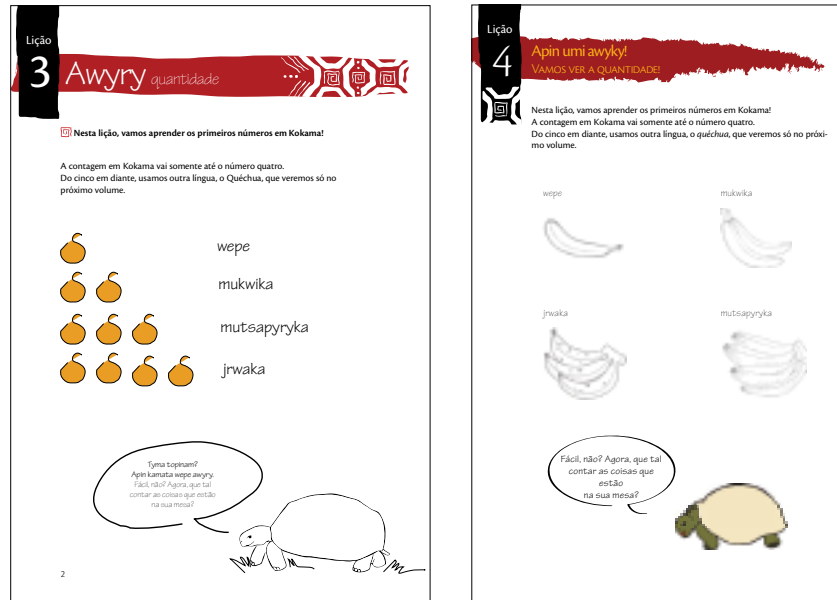 Lição
3
Awyry quantidade
Nesta lição, vamos aprender os primeiros números em Kokama!
A contagem em Kokama vai somente até o número quatro.
Do cinco em diante, usamos outra língua, o Quéchua, que veremos só no
próximo volume.
wepe
mukwika
mutsapyryka
jrwaka
Tyma topinam?
Apin kamata wepe awyry.
Fácil, não? Agora, que tal
contar as coisas que estão
na sua mesa?
2
Lição
4
Apin umi awyky!
VAMOS VER A QUANTIDADE!
Nesta lição, vamos aprender os primeiros números em Kokama!
A contagem em Kokama vai somente até o número quatro.
Do cinco em diante, usamos outra língua, o quéchua, que veremos só no próxi-
mo volume.
wepe mukwika
jrwaka mutsapyryka
Fácil, não? Agora, que tal
contar as coisas que
estão
na sua mesa?